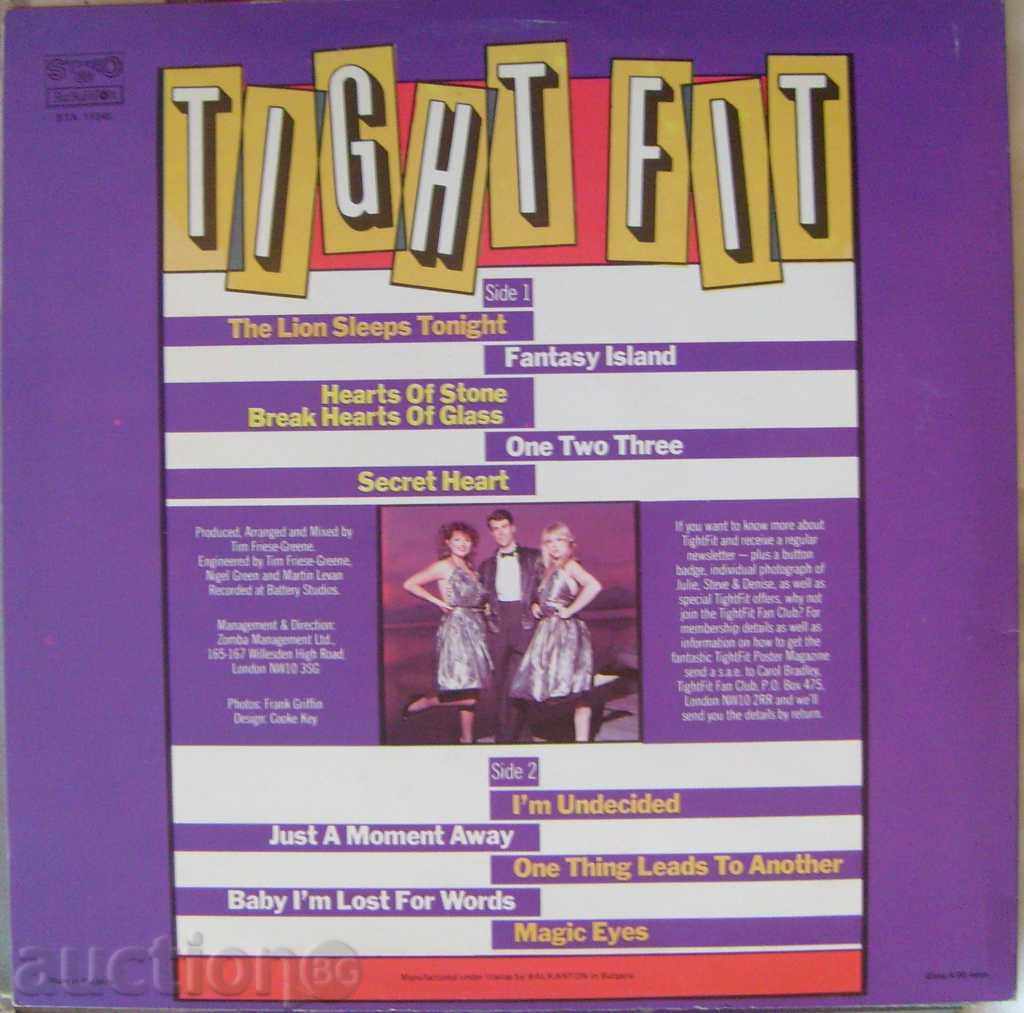 STEREO
BALKANTON
TIGHT FIT
Side 1
The Lion Sleeps Tonight
Fantasy Island
Hearts Of Stone
Break Hearts Of Glass
One Two Three
Secret Heart
Produced, Arranged and Mixed by
Tim Friese-Greene.
Engineered by Tim Friese-Greene,
Nigel Green and Martin Levan
Recorded at Battery Studios.
Management & Direction:
Zomba Management Ltd.,
165-167 Willesden High Road,
London NW10 3SG
Photos: Frank Griffin
Design: Cooke Key
If you want to know more about
TightFit and receive a regular
newsletter — plus a button
badge, individual photograph of
Julie, Steve & Denise, as well as
special TightFit offers, why not
join the TightFit Fan Club? For
membership details as well as
information on how to get the
fantastic TightFit Poster Magazine
send a s.a.e. to Carol Bradley,
TightFit Fan Club, P.O. Box 475,
London NW10 2RR and we'll
send you the details by return.
Side 2
I'm Undecided
Just A Moment Away
One Thing Leads To Another
Baby I'm Lost For Words
Magic Eyes
auction BG
Manufactured under by BALKANTON in Bulgaria